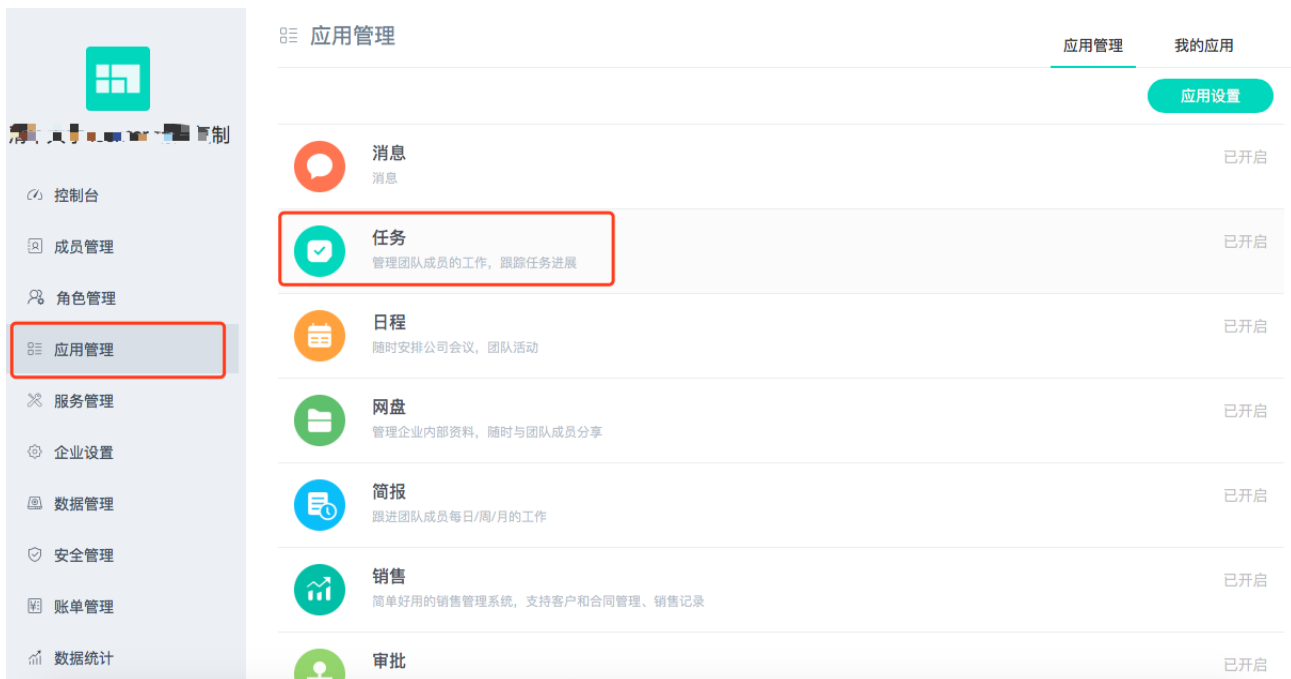 应用管理
应用管理
我的应用
应用设置
制
控制台
成员管理
角色管理
应用管理
服务管理
企业设置
数据管理
安全管理
账单管理
数据统计
消息
消息
已开启
任务
管理团队成员的工作，跟踪任务进展
已开启
日程
随时安排公司会议，团队活动
已开启
网盘
管理企业内部资料，随时与团队成员分享
已开启
简报
跟进团队成员每日/周/月的工作
已开启
销售
简单好用的销售管理系统，支持客户和合同管理、销售记录
已开启
审批
已开启